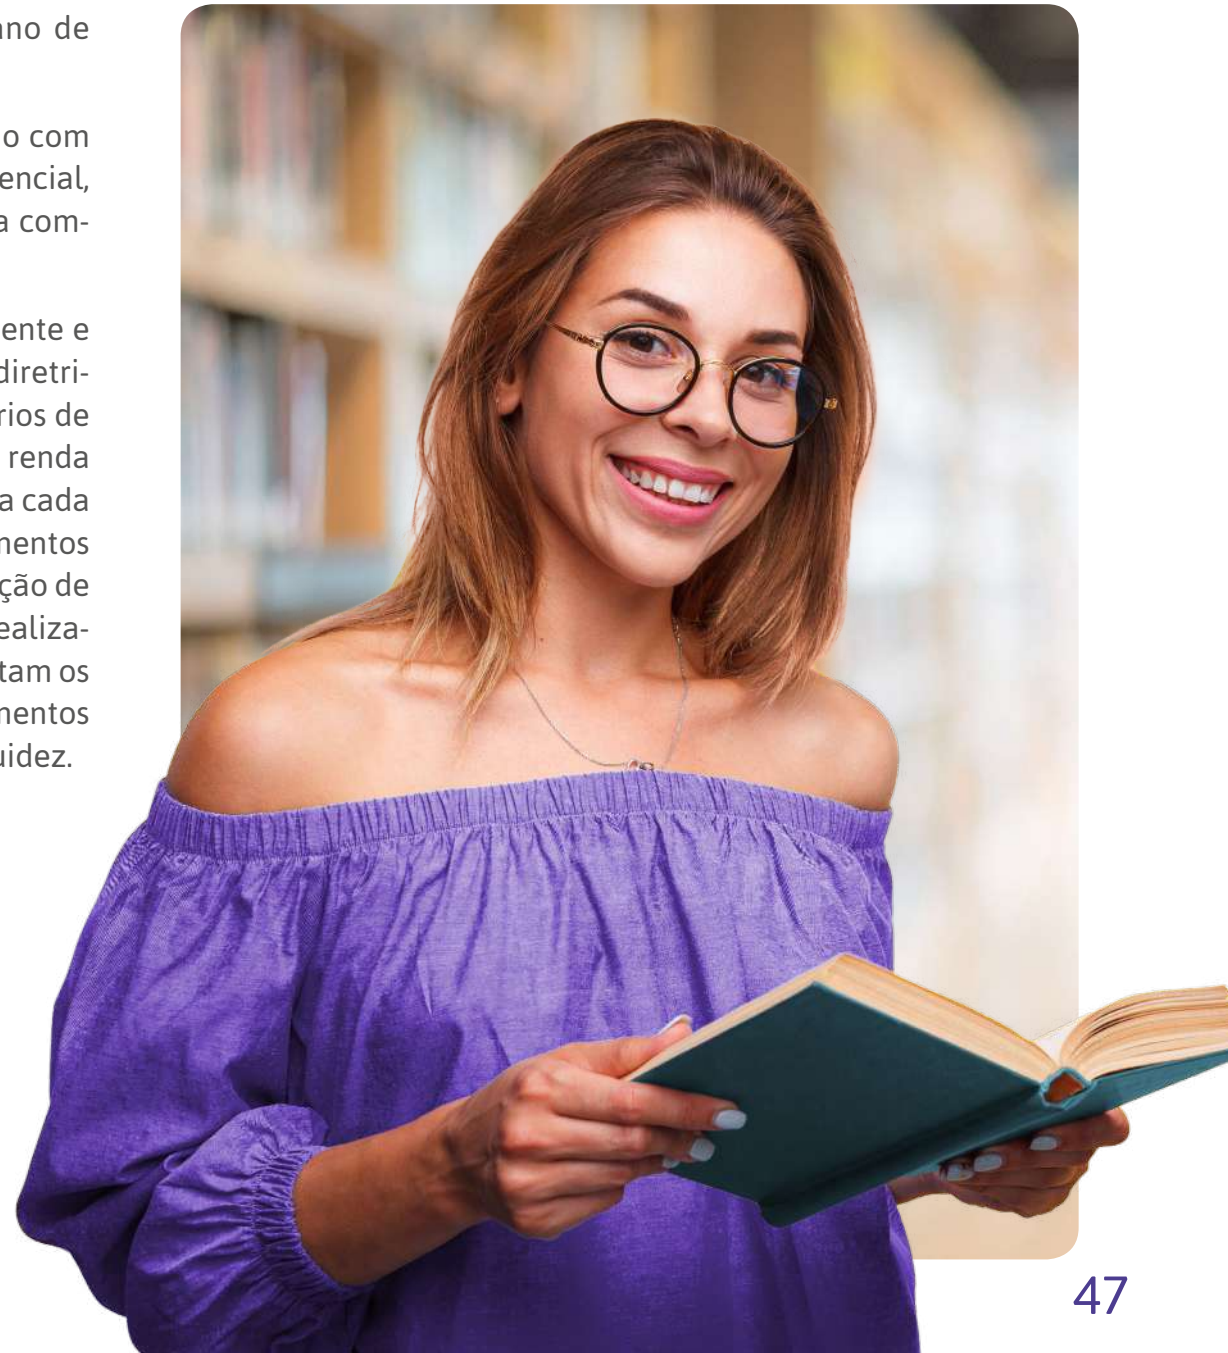 ano de
o com
encial,
a com-
ente e
diretri-
rios de
renda
a cada
mentos
ção de
ealiza-
tam os
mentos
uidez.
47